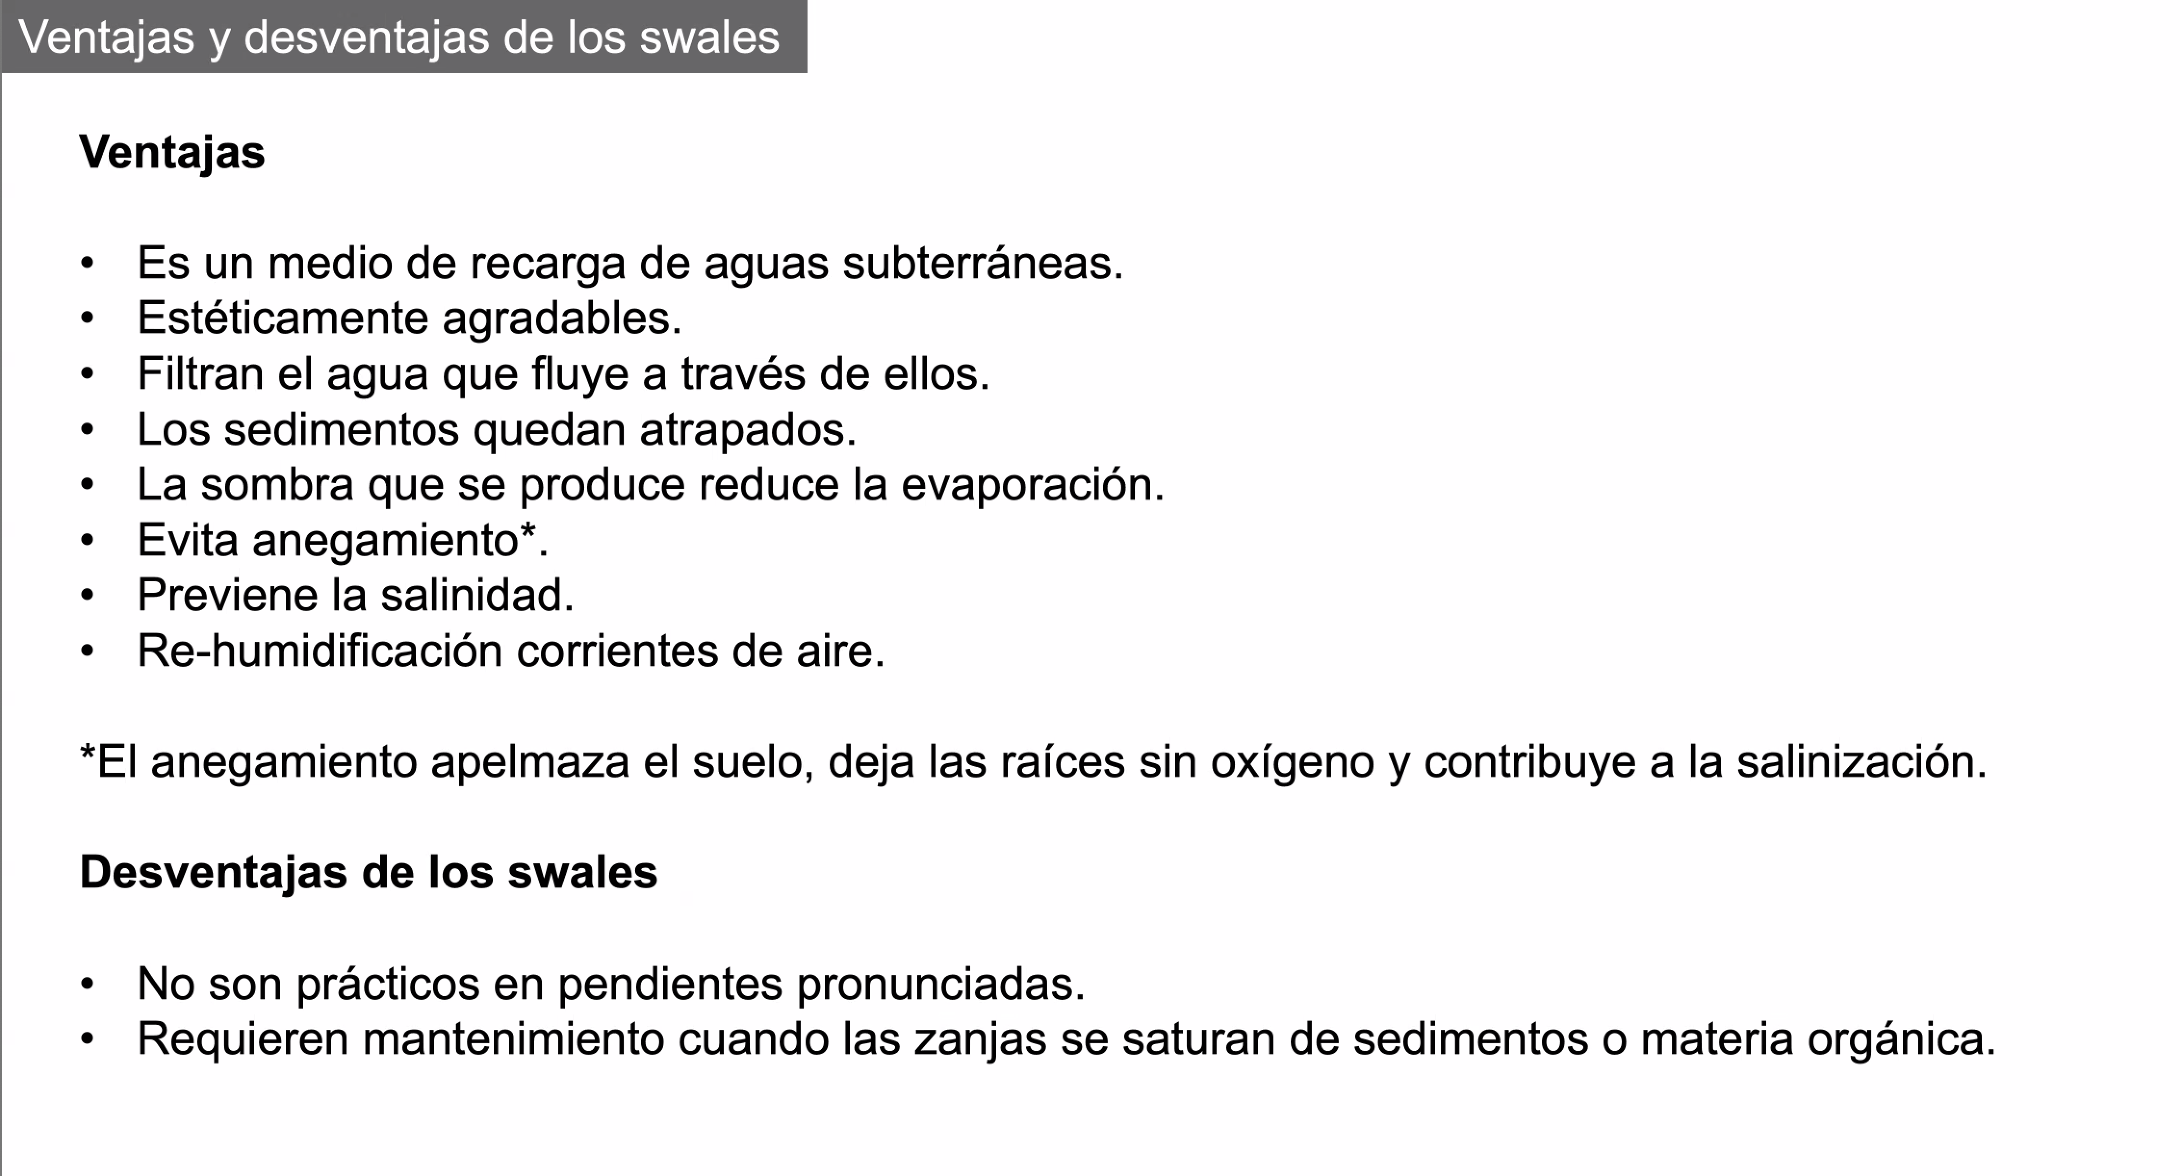 Ventajas y desventajas de los swales
Ventajas
• Es un medio de recarga de aguas subterráneas.
• Estéticamente agradables.
• Filtran el agua que fluye a través de ellos.
• Los sedimentos quedan atrapados.
• La sombra que se produce reduce la evaporación.
• Evita anegamiento*.
• Previene la salinidad.
• Re-humidificación corrientes de aire.
*El anegamiento apelmaza el suelo, deja las raíces sin oxígeno y contribuye a la salinización.
Desventajas de los swales
• No son prácticos en pendientes pronunciadas.
• Requieren mantenimiento cuando las zanjas se saturan de sedimentos o materia orgánica.